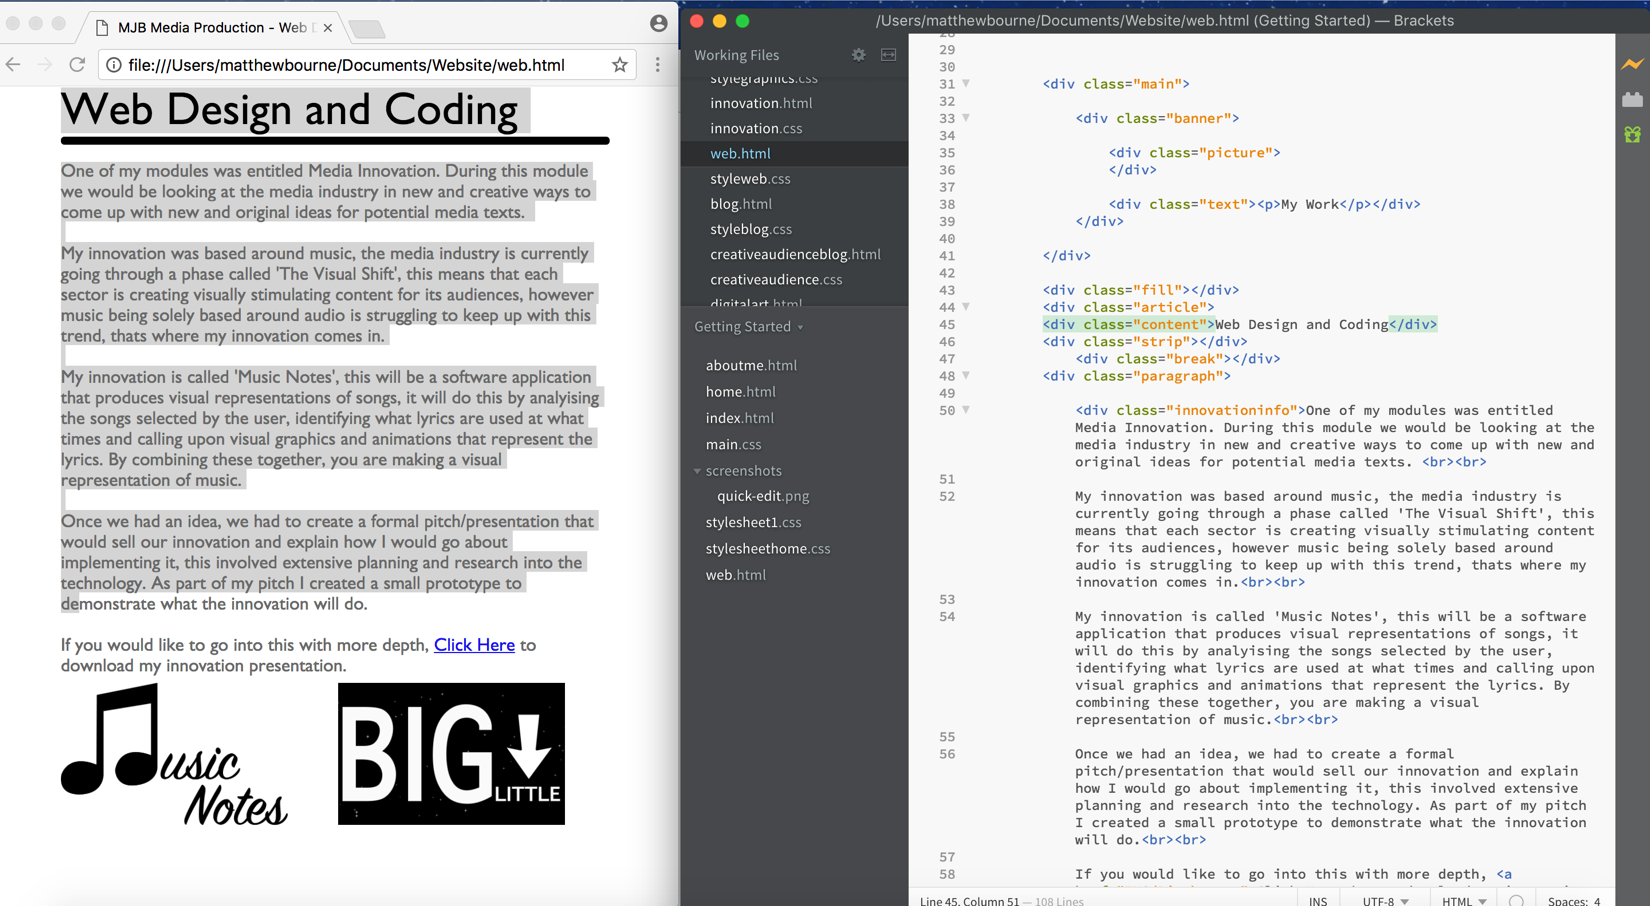 MJB Media Production - Web D
file:///Users/matthewbourne/Documents/Website/web.html
Web Design and Coding
One of my modules was entitled Media Innovation. During this module
we would be looking at the media industry in new and creative ways to
come up with new and original ideas for potential media texts.
My innovation was based around music, the media industry is currently
going through a phase called 'The Visual Shift', this means that each
sector is creating visually stimulating content for its audiences, however
music being solely based around audio is struggling to keep up with this
trend, thats where my innovation comes in.
My innovation is called 'Music Notes', this will be a software application
that produces visual representations of songs, it will do this by analyising
the songs selected by the user, identifying what lyrics are used at what
times and calling upon visual graphics and animations that represent the
lyrics. By combining these together, you are making a visual
representation of music.
Once we had an idea, we had to create a formal pitch/presentation that
would sell our innovation and explain how I would go about
implementing it, this involved extensive planning and research into the
technology. As part of my pitch I created a small prototype to
demonstrate what the innovation will do.
If you would like to go into this with more depth, Click Here to
download my innovation presentation.
Music
Notes
BIG
LITTLE
/Users/matthewbourne/Documents/Website/web.html (Getting Started) — Brackets
Working Files
stylegraphics.css
innovation.html
innovation.css
web.html
styleweb.css
blog.html
styleblog.css
creativeaudienceblog.html
creativeaudience.css
digitalart.html
Getting Started
aboutme.html
home.html
index.html
main.css
screenshots
quick-edit.png
stylesheet1.css
stylesheethome.css
web.html
28
29
30
31 <div class="main">
32
33 <div class="banner">
34
35 <div class="picture">
36 </div>
37
38 <div class="text"><p>My Work</p></div>
39 </div>
40
41 </div>
42
43 <div class="fill"></div>
44 <div class="article">
45 <div class="content">Web Design and Coding</div>
46 <div class="strip"></div>
47 <div class="break"></div>
48 <div class="paragraph">
49
50 <div class="innovationinfo">One of my modules was entitled
Media Innovation. During this module we would be looking at the
media industry in new and creative ways to come up with new and
original ideas for potential media texts. <br><br>
51
52 My innovation was based around music, the media industry is
currently going through a phase called 'The Visual Shift', this
means that each sector is creating visually stimulating content
for its audiences, however music being solely based around
audio is struggling to keep up with this trend, thats where my
innovation comes in.<br><br>
53
54 My innovation is called 'Music Notes', this will be a software
application that produces visual representations of songs, it
will do this by analyising the songs selected by the user,
identifying what lyrics are used at what times and calling upon
visual graphics and animations that represent the lyrics. By
combining these together, you are making a visual
representation of music.<br><br>
55
56 Once we had an idea, we had to create a formal
pitch/presentation that would sell our innovation and explain
how I would go about implementing it, this involved extensive
planning and research into the technology. As part of my pitch
I created a small prototype to demonstrate what the innovation
will do.<br><br>
57
58 If you would like to go into this with more depth, <a
Line 45, Column 51 — 108 Lines
INS UTF-8 HTML Spaces: 4